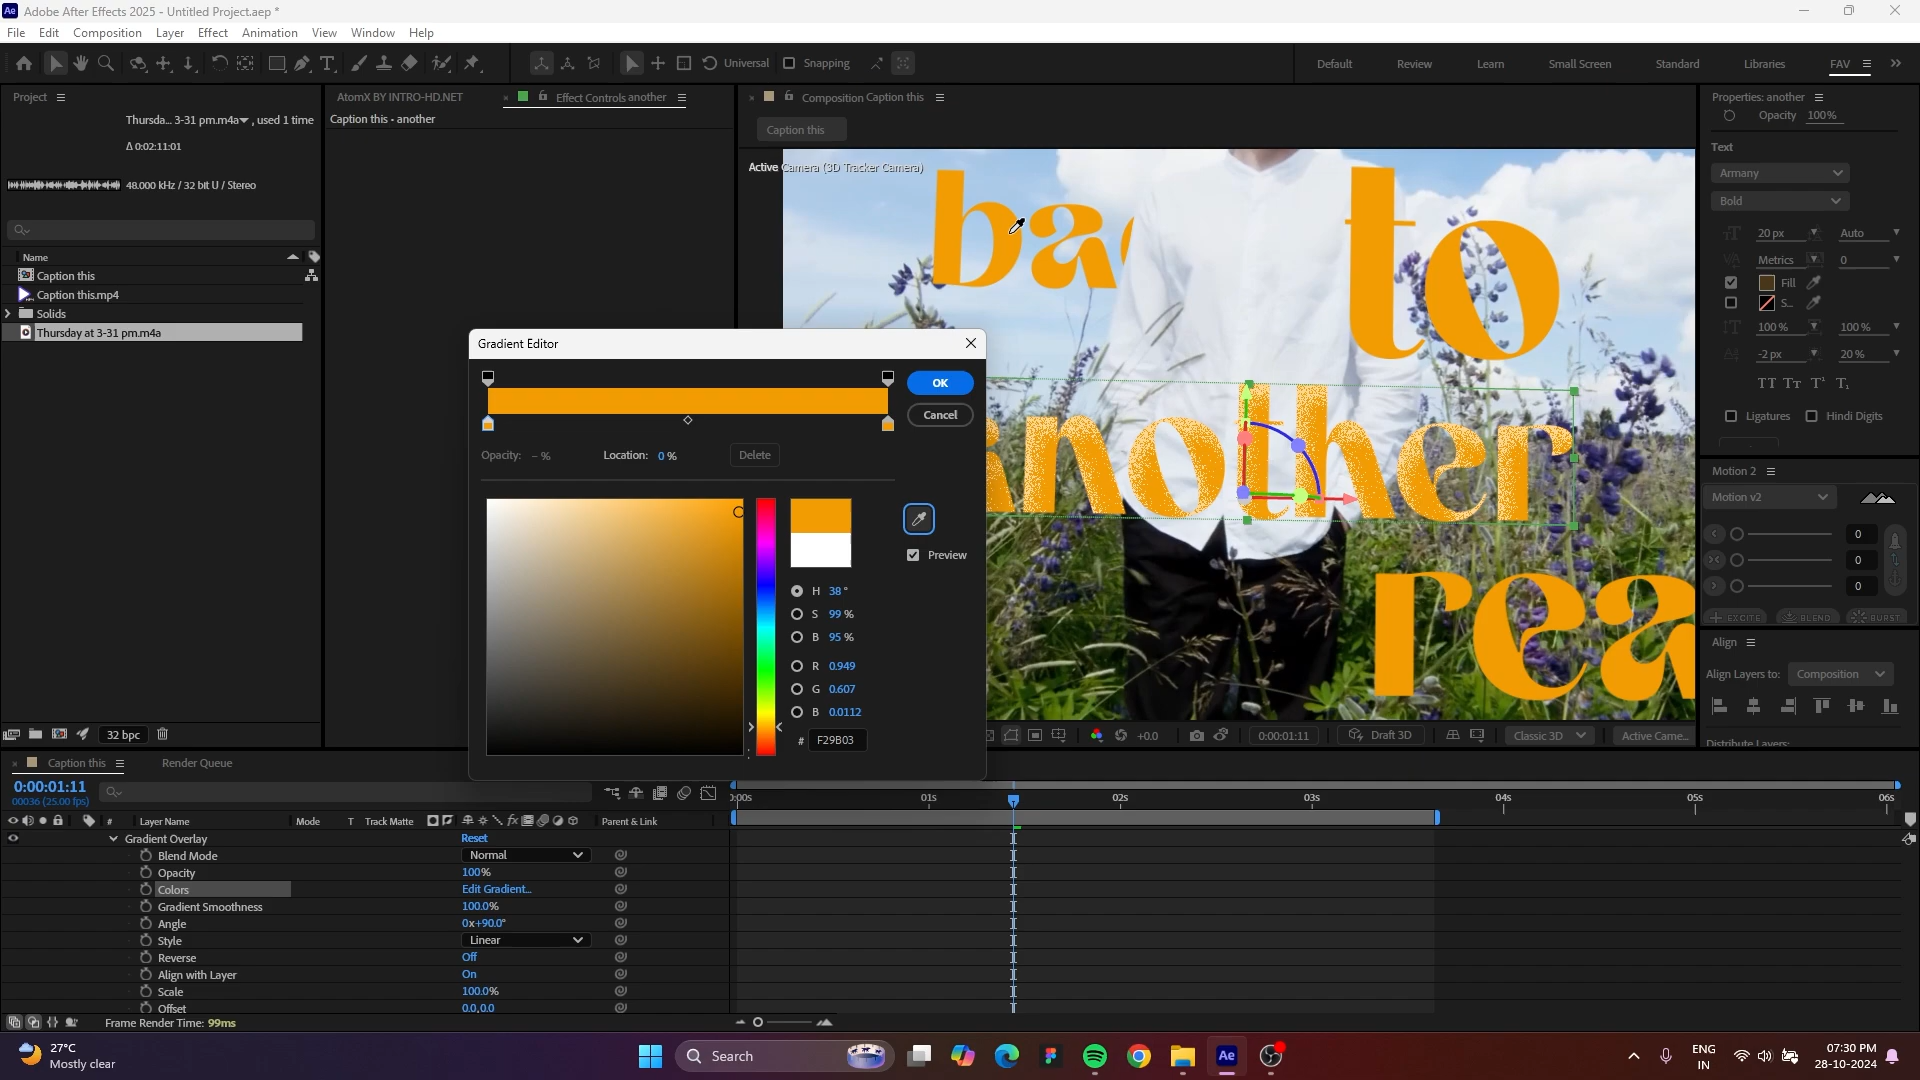 Adobe After Effects 2025 - Untitled Project.aep *
File Edit Composition Layer Effect Animation View Window Help
Universal Snapping Default Review Learn Small Screen Standard Libraries FAV
Project
Thursda... 3-31 pm.m4a , used 1 time
Δ 0:02:11:01
48.000 kHz / 32 bit U / Stereo
Name
Caption this
Caption this.mp4
Solids
Thursday at 3-31 pm.m4a
32 bpc
AtomX BY INTRO-HD.NET
Effect Controls another
Caption this - another
Composition Caption this
Caption this
Active Camera (3D Tracker Camera)
ba
to
another
rea
Gradient Editor
OK
Cancel
Opacity: - %
Location: 0 %
Delete
Preview
H 38 °
S 99 %
B 95 %
R 0.949
G 0.607
B 0.0112
# F29B03
+0.0
0:00:01:11
Draft 3D
Classic 3D
Active Came...
Properties: another
Opacity 100%
Text
Armany
Bold
20 px Auto
Metrics 0
Fill
S...
100 % 100 %
-2 px 20 %
TT Tт T¹ T₁
Ligatures Hindi Digits
Motion 2
Motion v2
0
0
0
EXCITE BLEND BURST
Align
Align Layers to: Composition
Distribute Layers:
Caption this
Render Queue
0:00:01:11
00036 (25.00 fps)
# Layer Name Mode T Track Matte fx Parent & Link
0:00s 01s 02s 03s 04s 05s 06s
Gradient Overlay Reset
Blend Mode Normal
Opacity 100%
Colors Edit Gradient...
Gradient Smoothness 100.0%
Angle 0x+90.0°
Style Linear
Reverse Off
Align with Layer On
Scale 100.0%
Offset 0.0,0.0
Frame Render Time: 99ms
27°C
Mostly clear
Search
Ae
ENG
IN
07:30 PM
28-10-2024